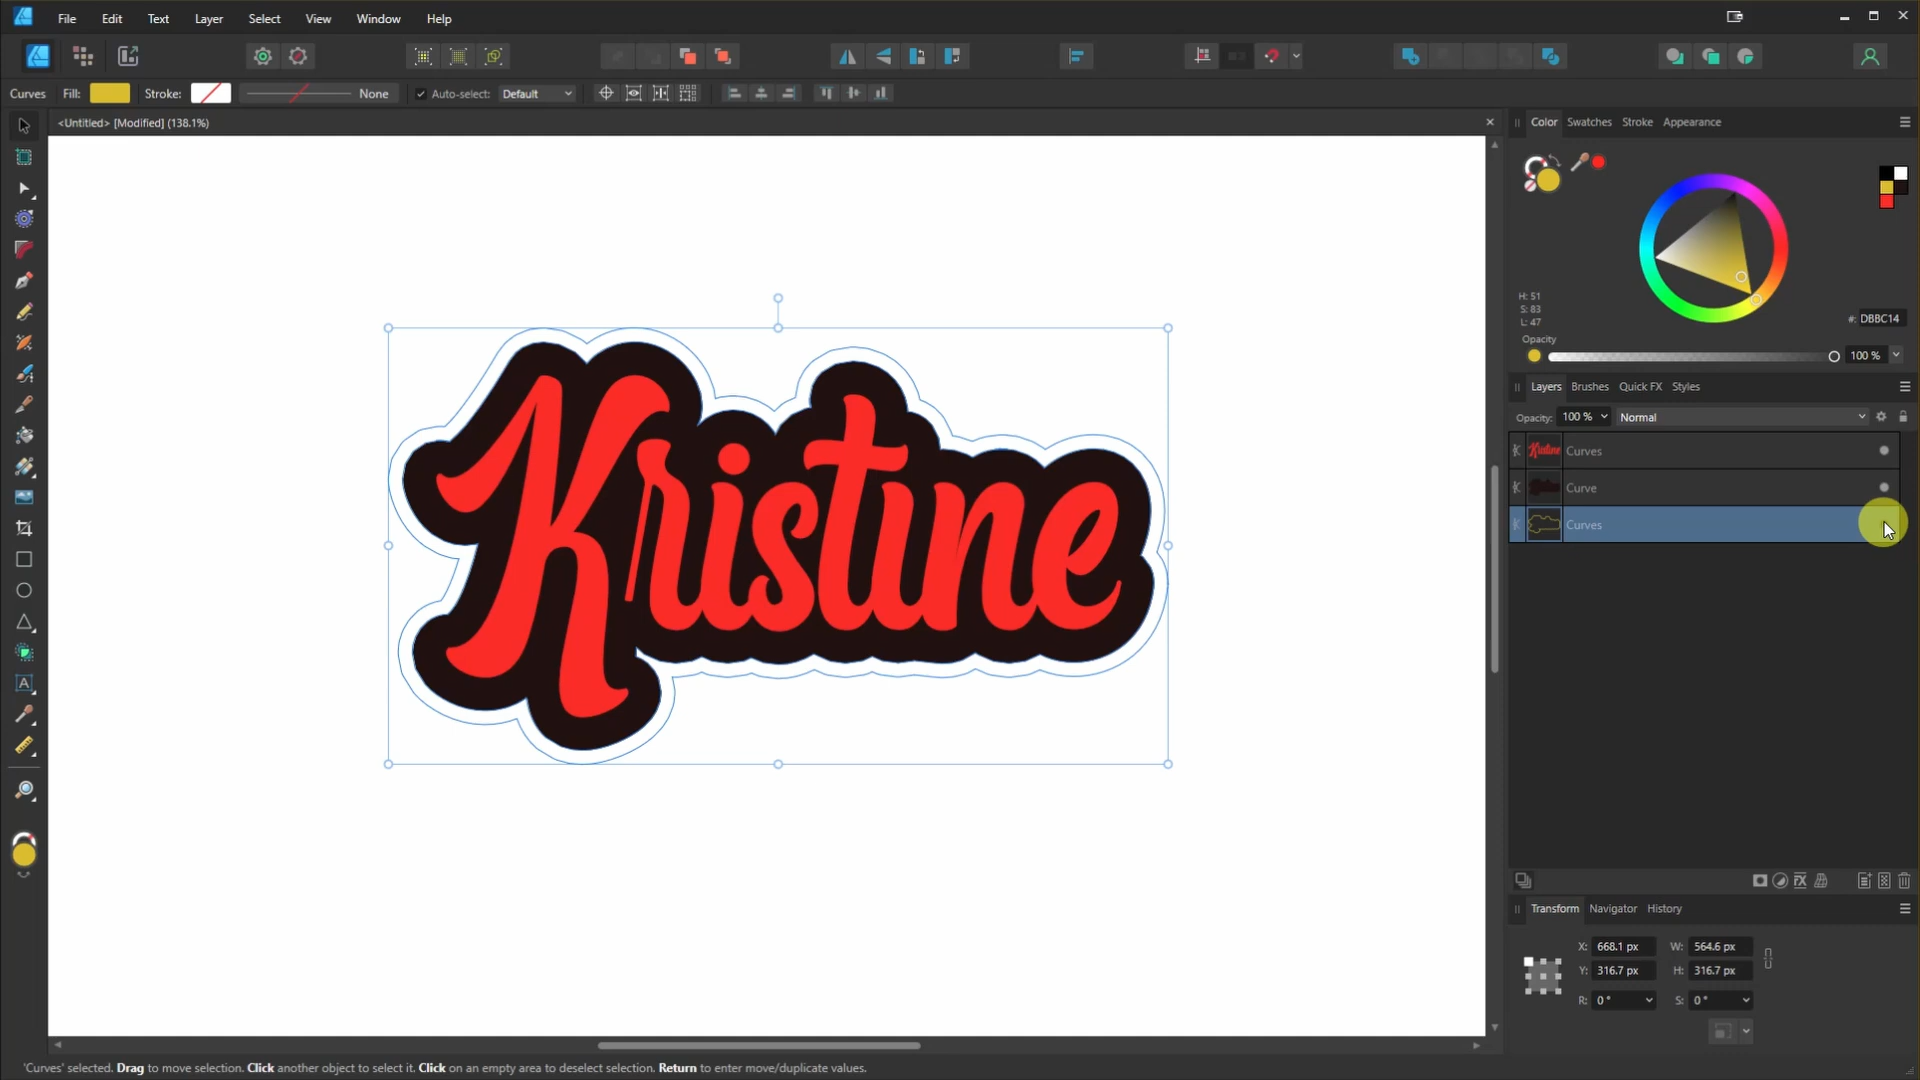 File Edit Text Layer Select View Window Help
Curves Fill: Stroke: None Auto-select: Default
<Untitled> [Modified] (138.1%)
Color Swatches Stroke Appearance
H: 51
S: 83
L: 47
#: DBBC14
Opacity
100 %
Layers Brushes Quick FX Styles
Opacity: 100 % Normal
Kristine Curves
Curve
Curves
Kristine
FX
Transform Navigator History
X: 668.1 px W: 564.6 px
Y: 316.7 px H: 316.7 px
R: 0° S: 0°
'Curves' selected. Drag to move selection. Click another object to select it. Click on an empty area to deselect selection. Return to enter move/duplicate values.